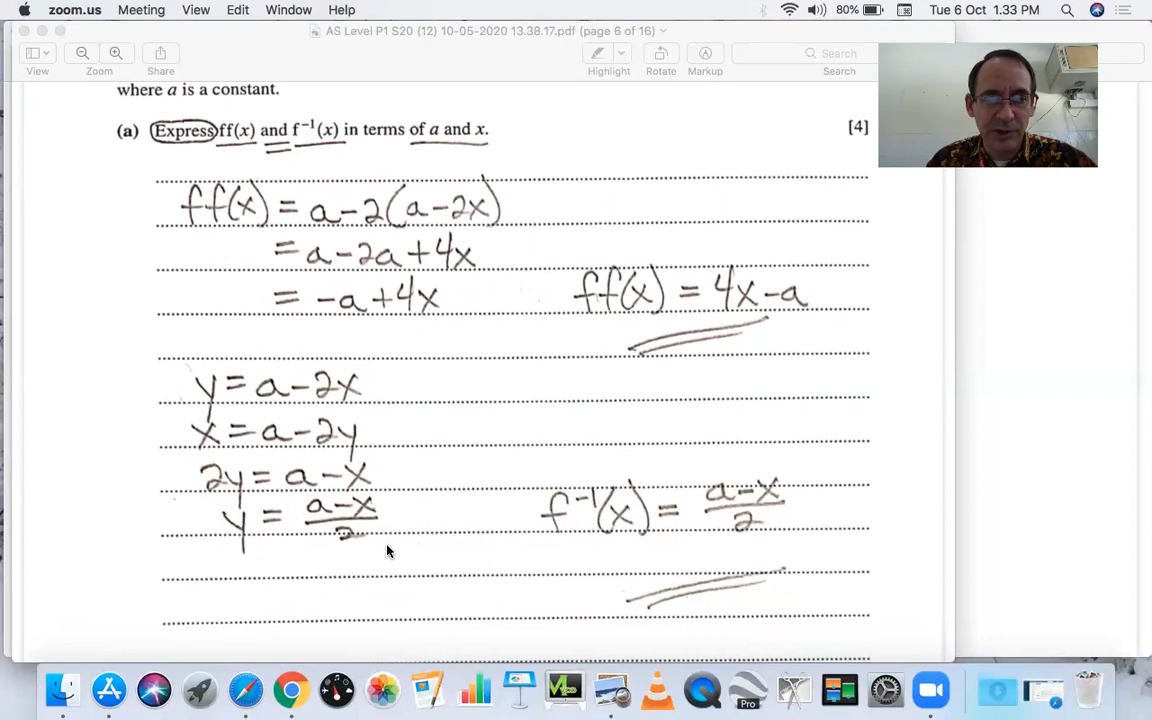 zoom.us Meeting View Edit Window Help 80% Tue 6 Oct 1.33 PM
AS Level P1 S20 (12) 10-05-2020 13.38.17.pdf (page 6 of 16)
View Zoom Share Highlight Rotate Markup Search
Search
where a is a constant.
(a) Express ff(x) and f⁻¹(x) in terms of a and x. [4]
ff(x) = a-2(a-2x)
= a-2a+4x
= -a+4x
ff(x) = 4x-a
y = a-2x
x = a-2y
2y = a-x
y = a-x/2
f⁻¹(x) = a-x/2
Pro